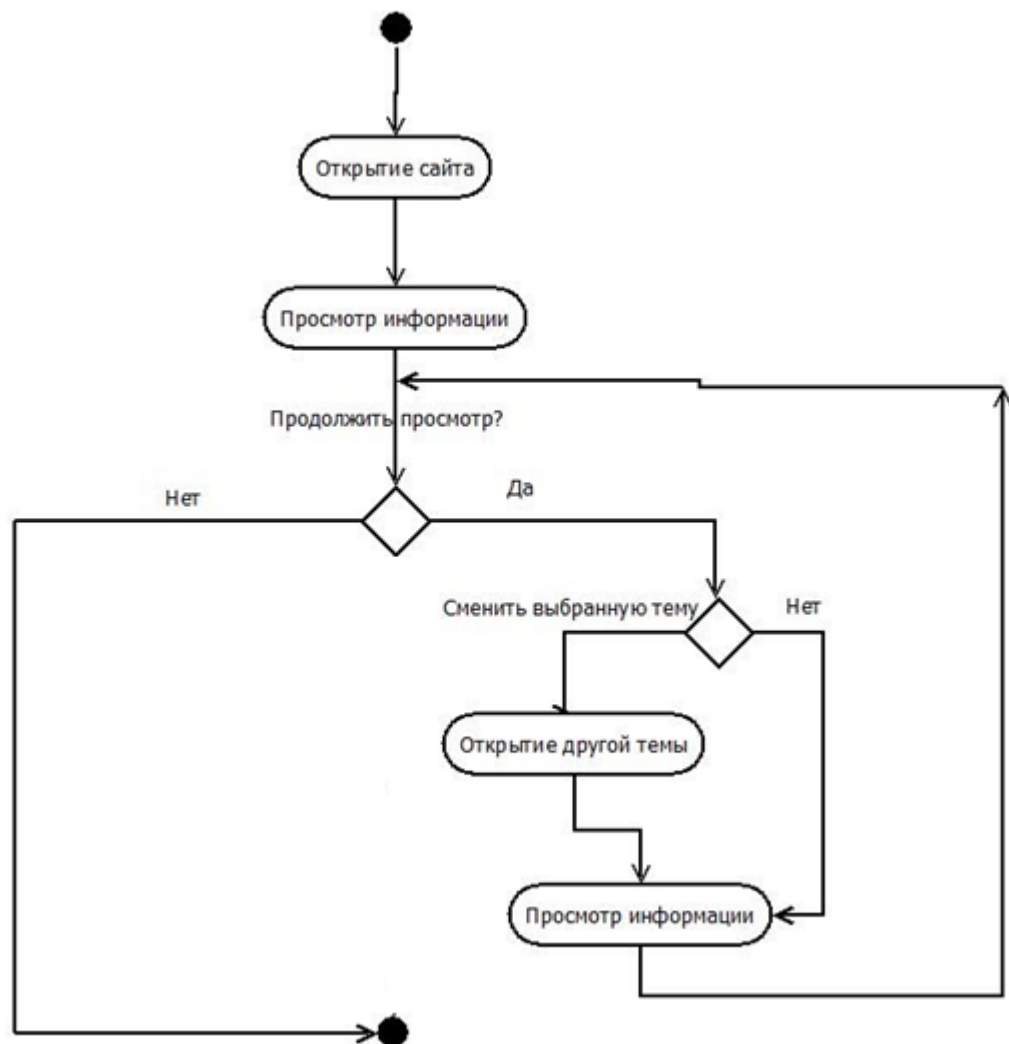 Открытие сайта
Просмотр информации
Продолжить просмотр?
Нет
Да
Сменить выбранную тему
Нет
Открытие другой темы
Просмотр информации